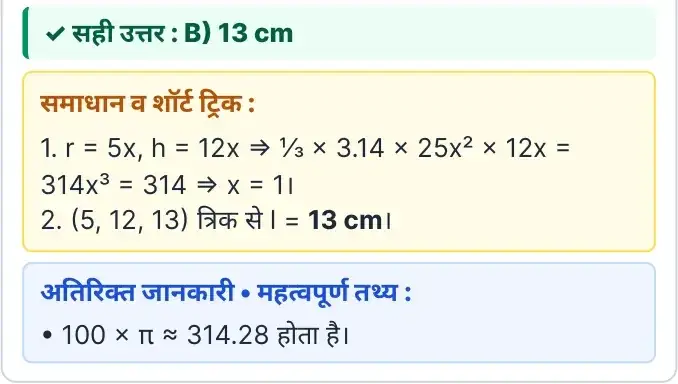 ✓ सही उत्तर : B) 13 cm
समाधान व शॉर्ट ट्रिक :
1. r = 5x, h = 12x ⇒ ⅓ × 3.14 × 25x² × 12x =
314x³ = 314 ⇒ x = 1।
2. (5, 12, 13) त्रिक से l = 13 cm।
अतिरिक्त जानकारी • महत्वपूर्ण तथ्य :
• 100 × π ≈ 314.28 होता है।